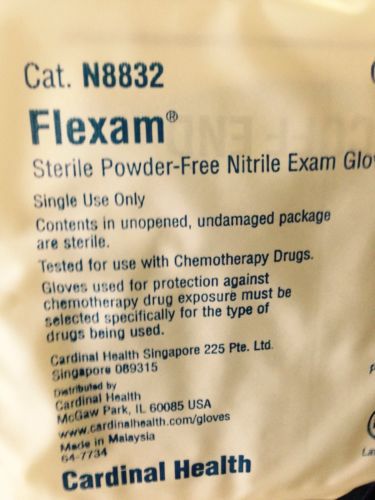 Cat. N8832
Flexam®
Sterile Powder-Free Nitrile Exam Glo
Single Use Only
Contents in unopened, undamaged package
are sterile.
Tested for use with Chemotherapy Drugs.
Gloves used for protection against
chemotherapy drug exposure must be
selected specifically for the type of
drugs being used.
Cardinal Health Singapore 225 Pte. Ltd.
Singapore 089315
Distributed by
Cardinal Health
McGaw Park, IL 60085 USA
www.cardinalhealth.com/gloves
Made in Malaysia
64-7734
Cardinal Health